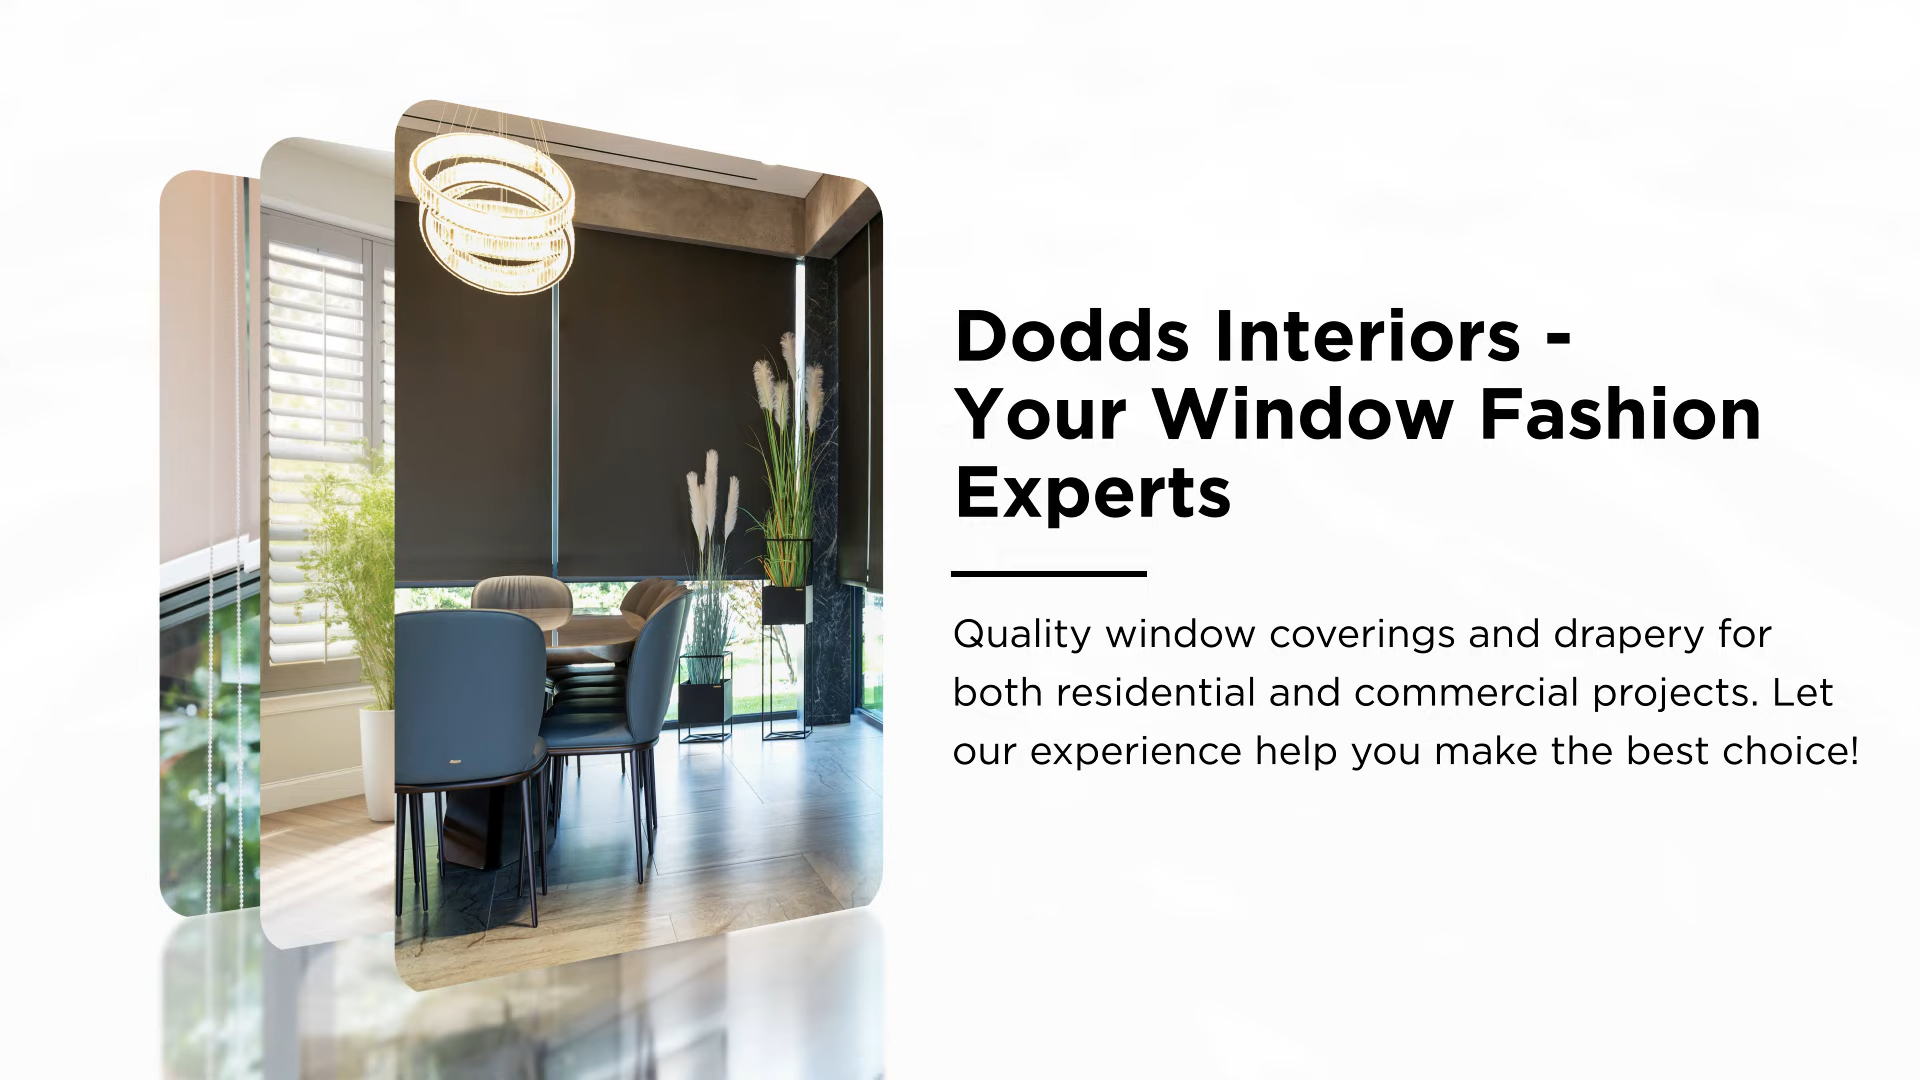 Dodds Interiors -
Your Window Fashion
Experts
Quality window coverings and drapery for
both residential and commercial projects. Let
our experience help you make the best choice!